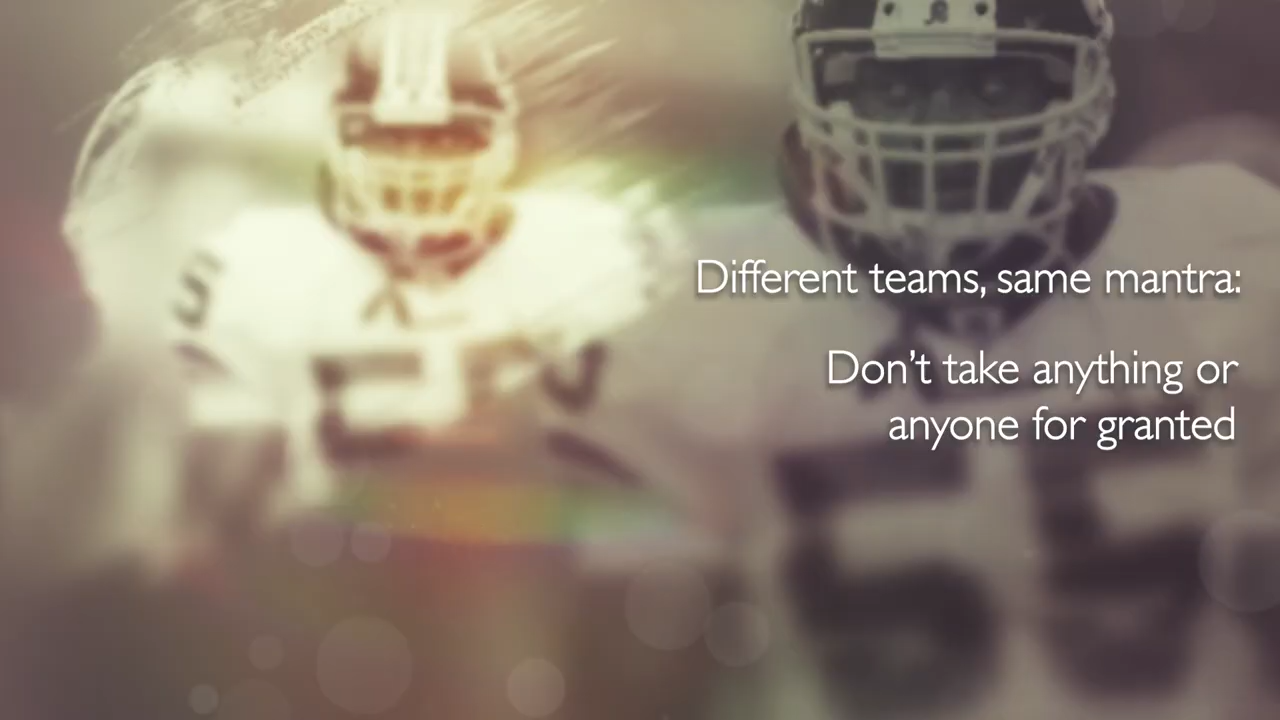 Different teams, same mantra:
Don't take anything or
anyone for granted